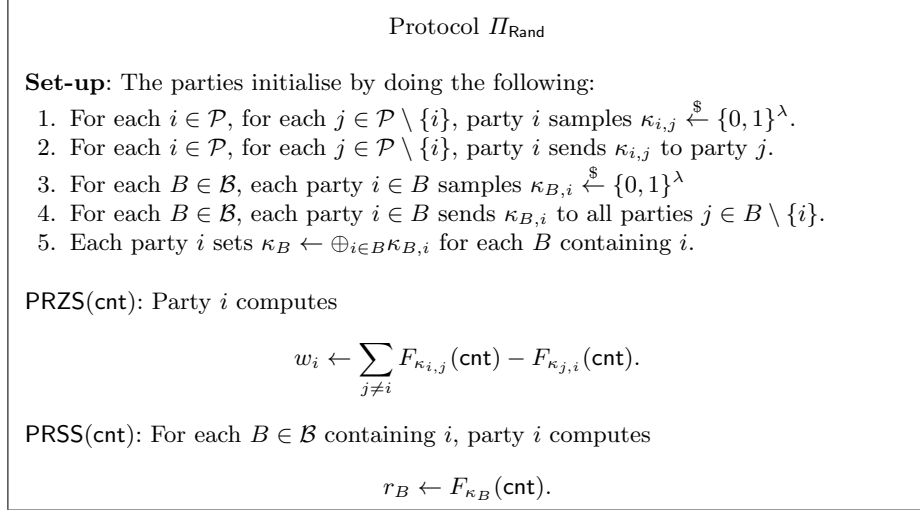 Protocol Π_Rand
Set-up: The parties initialise by doing the following:
1. For each i ∈ 𝒫, for each j ∈ 𝒫 \ {i}, party i samples κ_{i,j} $← {0, 1}^λ.
2. For each i ∈ 𝒫, for each j ∈ 𝒫 \ {i}, party i sends κ_{i,j} to party j.
3. For each B ∈ ℬ, each party i ∈ B samples κ_{B,i} $← {0, 1}^λ
4. For each B ∈ ℬ, each party i ∈ B sends κ_{B,i} to all parties j ∈ B \ {i}.
5. Each party i sets κ_B ← ⊕_{i∈B} κ_{B,i} for each B containing i.
PRZS(cnt): Party i computes
w_i ← ∑_{j≠i} F_{κ_{i,j}}(cnt) − F_{κ_{j,i}}(cnt).
PRSS(cnt): For each B ∈ ℬ containing i, party i computes
r_B ← F_{κ_B}(cnt).